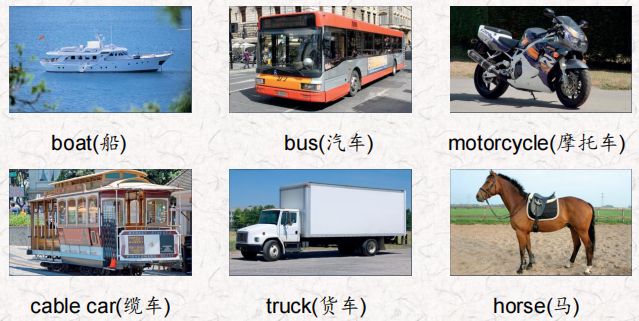 boat(船)
bus(汽车)
motorcycle(摩托车)
cable car(缆车)
truck(货车)
horse(马)